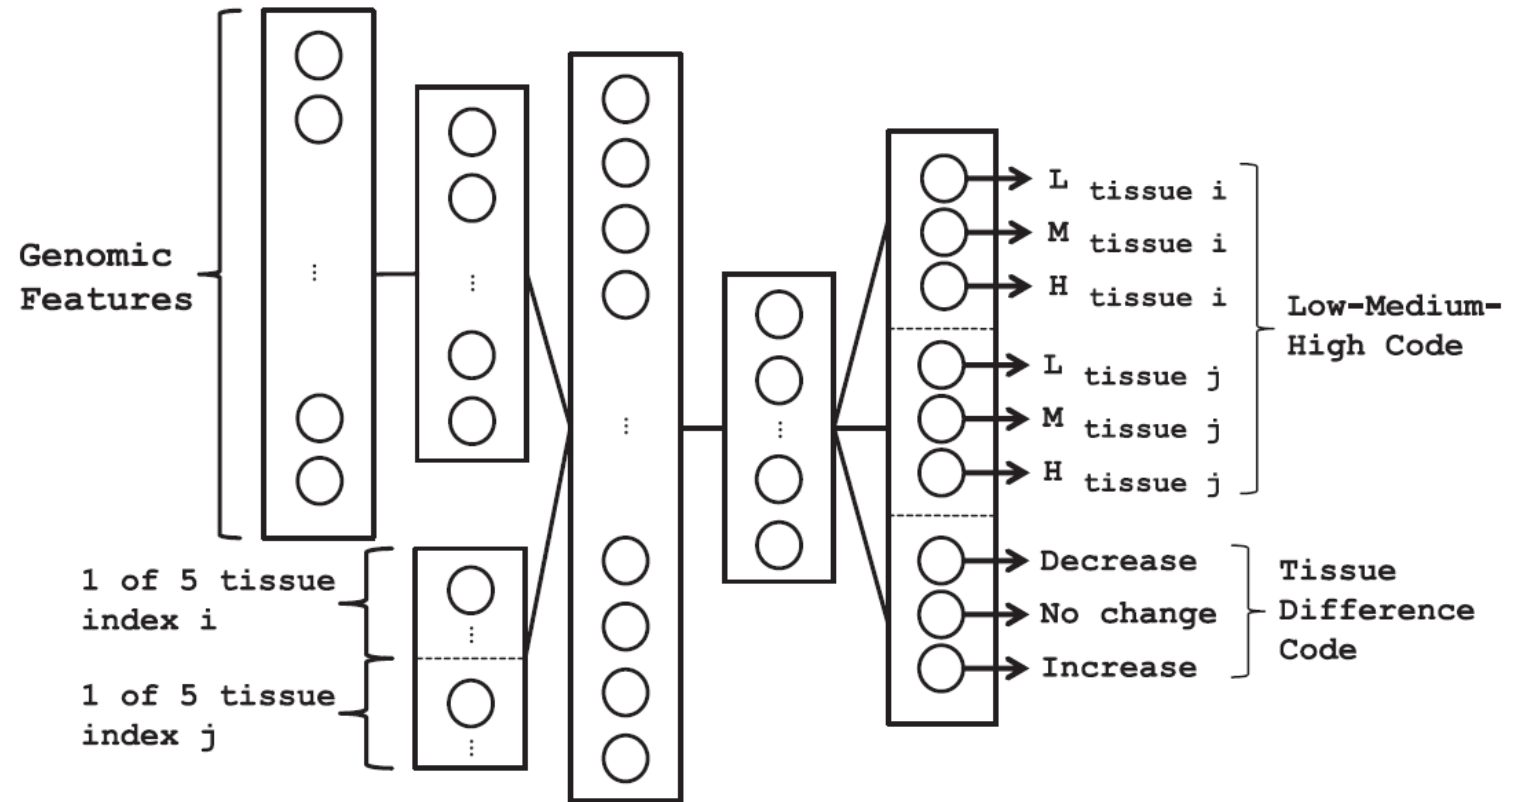 Genomic
Features
1 of 5 tissue
index i
1 of 5 tissue
index j
L tissue i
M tissue i
H tissue i
L tissue j
M tissue j
H tissue j
Decrease
No change
Increase
Low-Medium-
High Code
Tissue
Difference
Code